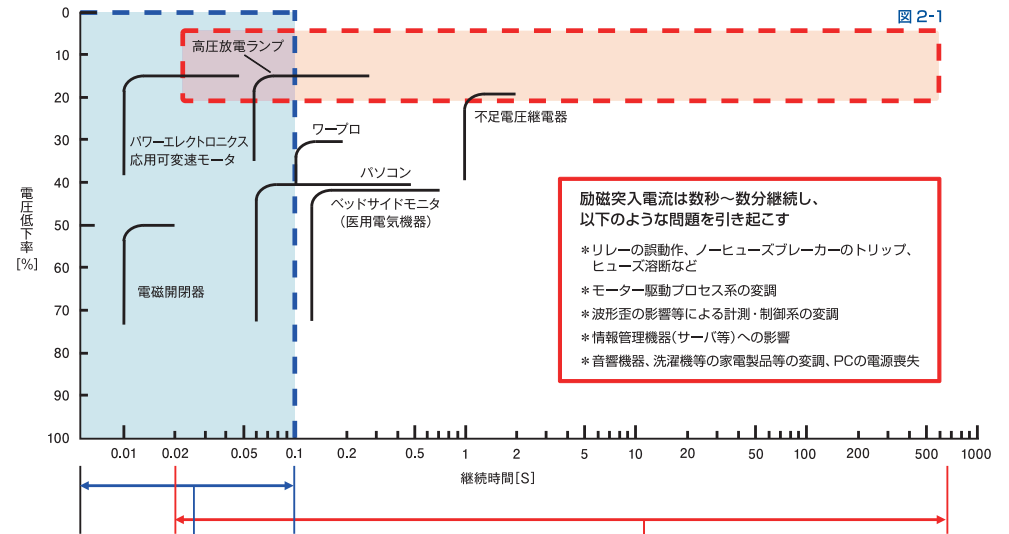 図 2-1
0
10
20
30
40
50
60
70
80
90
100
電圧低下率
[%]
高圧放電ランプ
パワーエレクトロニクス
応用可変速モータ
ワープロ
不足電圧継電器
パソコン
ベッドサイドモニタ
（医用電気機器）
電磁開閉器
励磁突入電流は数秒～数分継続し、
以下のような問題を引き起こす
＊リレーの誤動作、ノーヒューズブレーカーのトリップ、
ヒューズ溶断など
＊モーター駆動プロセス系の変調
＊波形歪の影響等による計測・制御系の変調
＊情報管理機器(サーバ等)への影響
＊音響機器、洗濯機等の家電製品等の変調、PCの電源喪失
0.01 0.02 0.05 0.1 0.2 0.5 1 2 5 10 20 50 100 200 500 1000
継続時間[S]